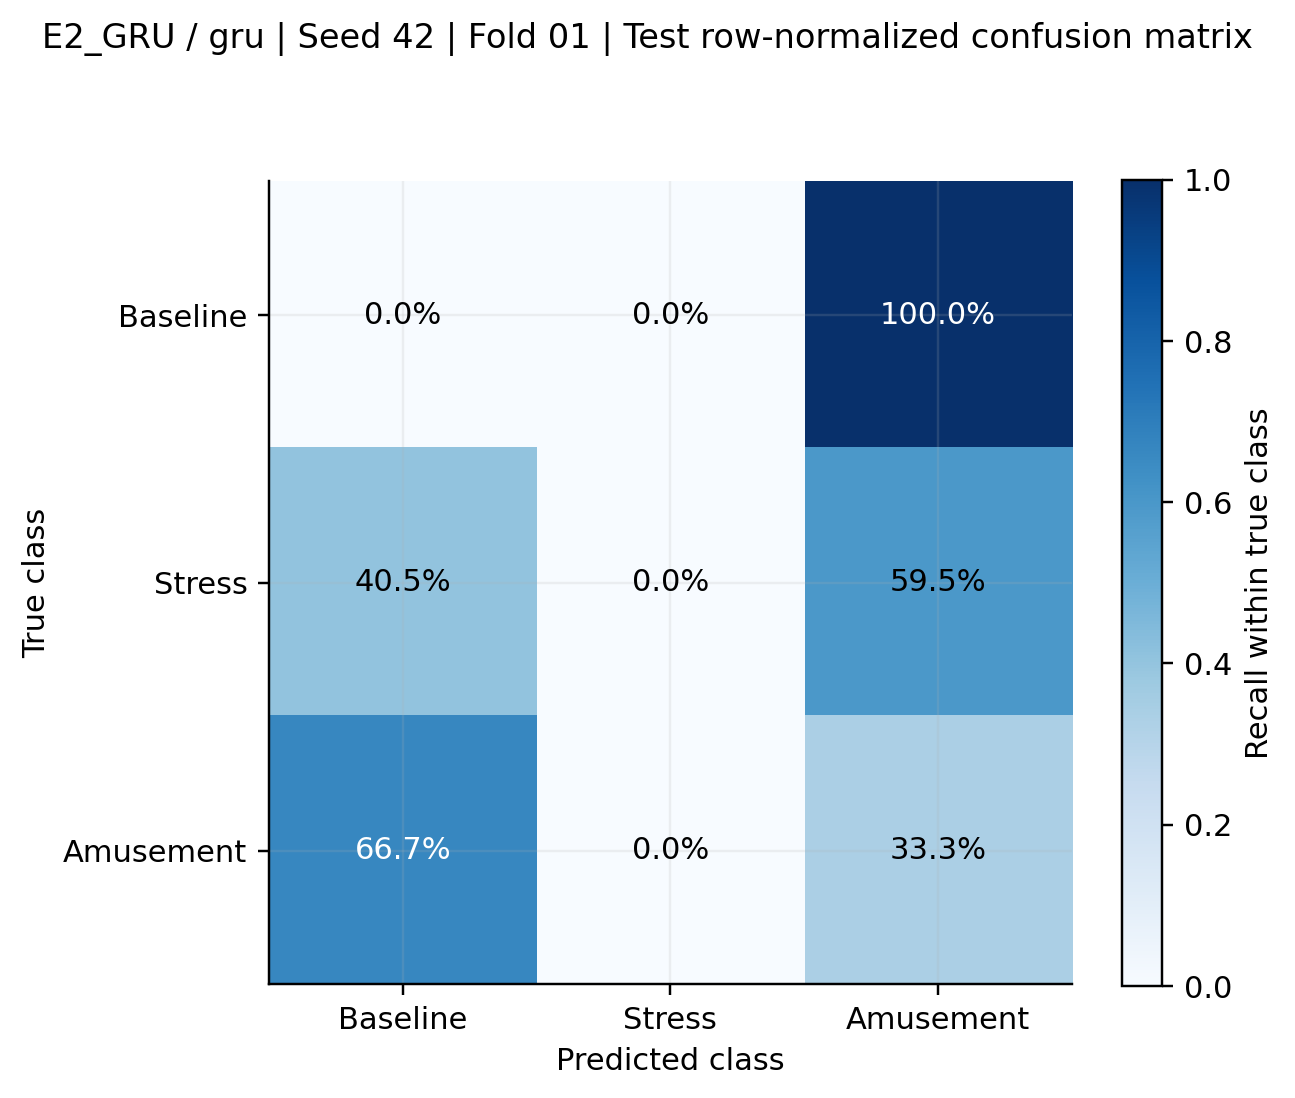 E2_GRU / gru | Seed 42 | Fold 01 | Test row-normalized confusion matrix
1.0
0.8
0.6
0.4
0.2
0.0
Recall within true class
True class
Baseline
0.0%
0.0%
100.0%
Stress
40.5%
0.0%
59.5%
Amusement
66.7%
0.0%
33.3%
Baseline
Stress
Amusement
Predicted class